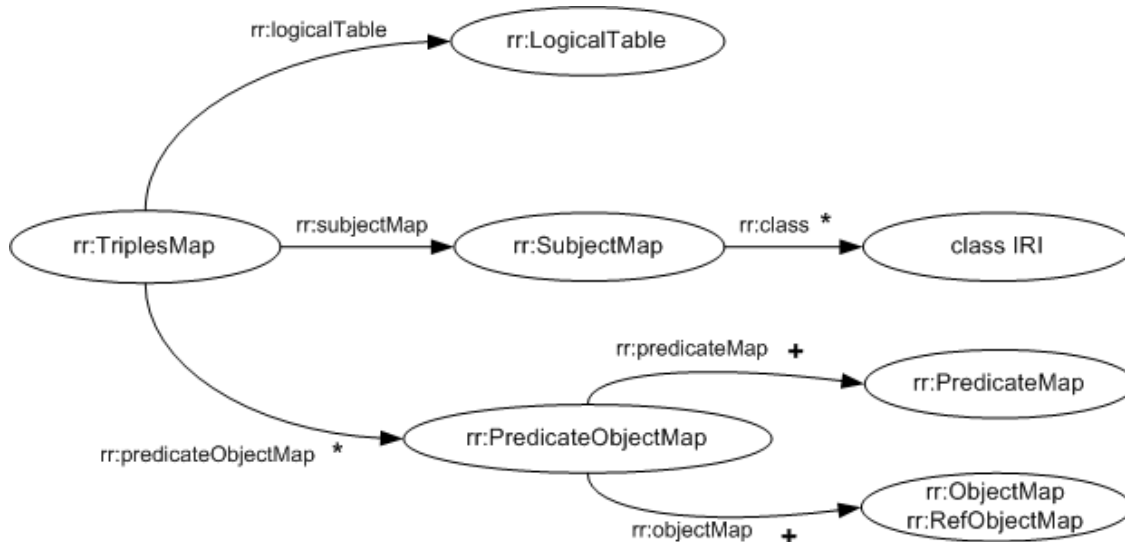 rr:logicalTable
rr:LogicalTable
rr:TriplesMap
rr:subjectMap
rr:SubjectMap
rr:class *
class IRI
rr:predicateMap +
rr:PredicateMap
rr:PredicateObjectMap
rr:predicateObjectMap *
rr:objectMap +
rr:ObjectMap
rr:RefObjectMap